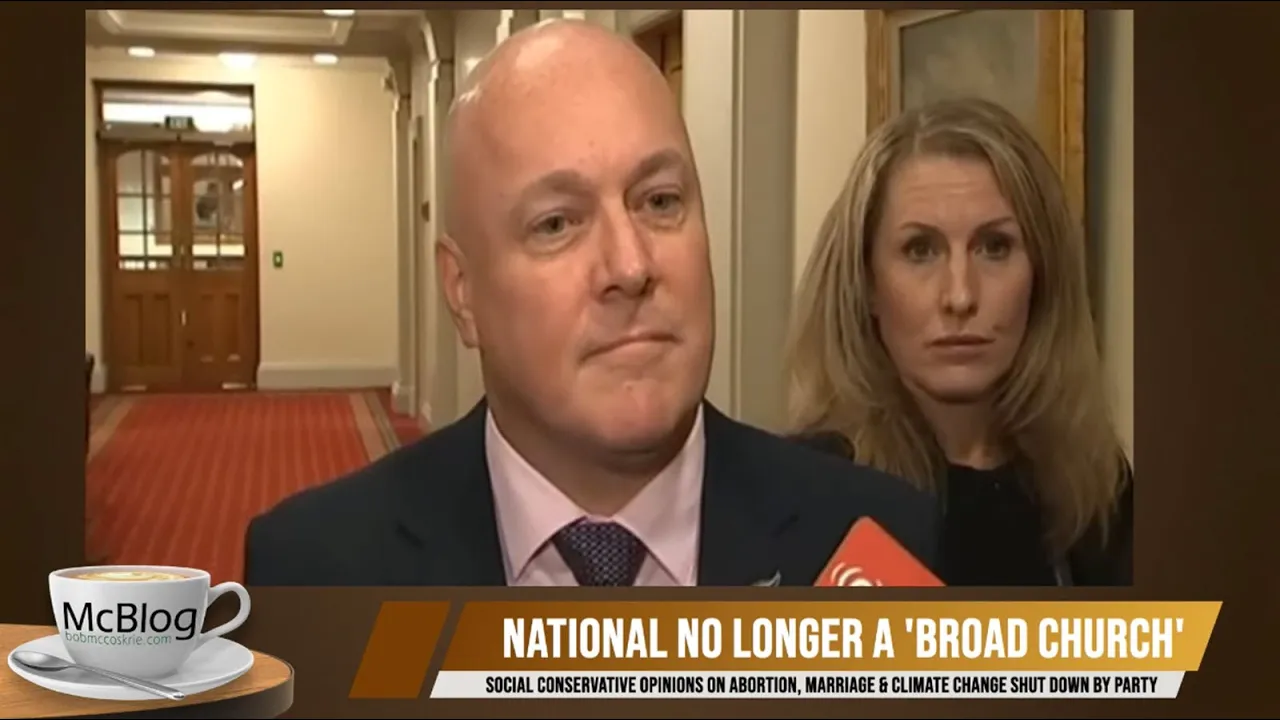 McBlog
bobmccoskrie.com
NATIONAL NO LONGER A 'BROAD CHURCH'
SOCIAL CONSERVATIVE OPINIONS ON ABORTION, MARRIAGE & CLIMATE CHANGE SHUT DOWN BY PARTY